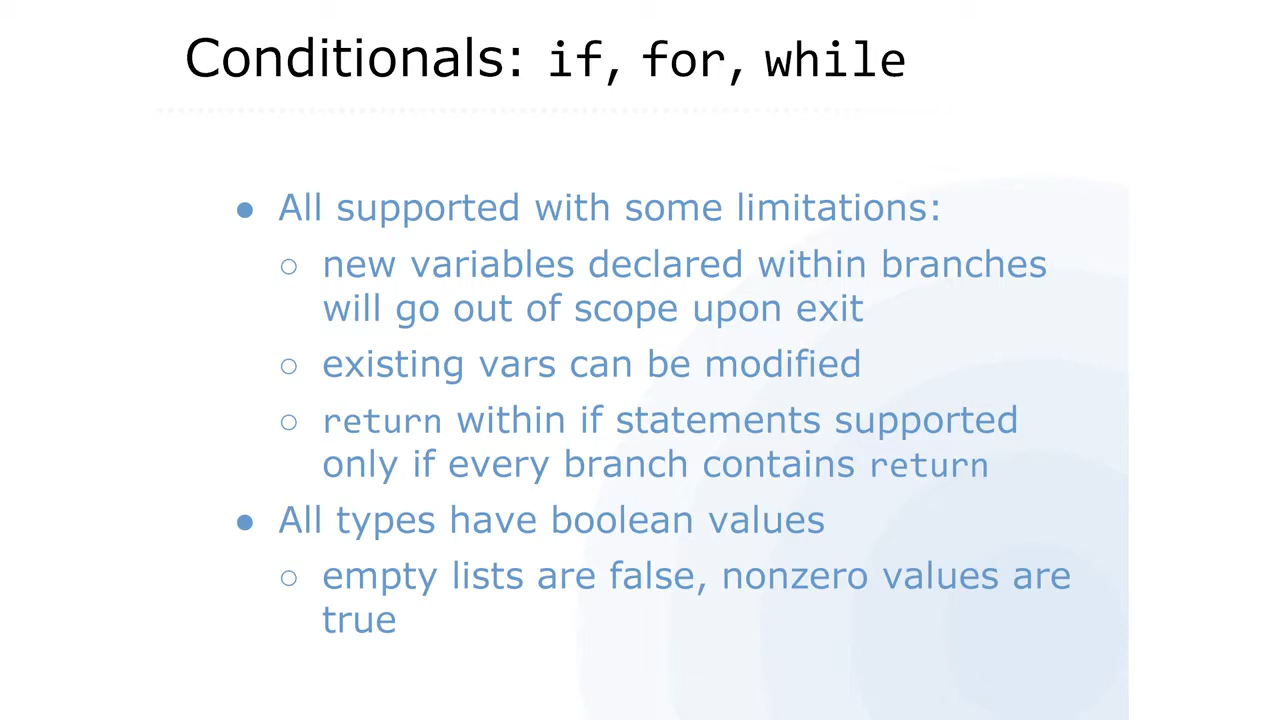 Conditionals: if, for, while
● All supported with some limitations:
○ new variables declared within branches
will go out of scope upon exit
○ existing vars can be modified
○ return within if statements supported
only if every branch contains return
● All types have boolean values
○ empty lists are false, nonzero values are
true